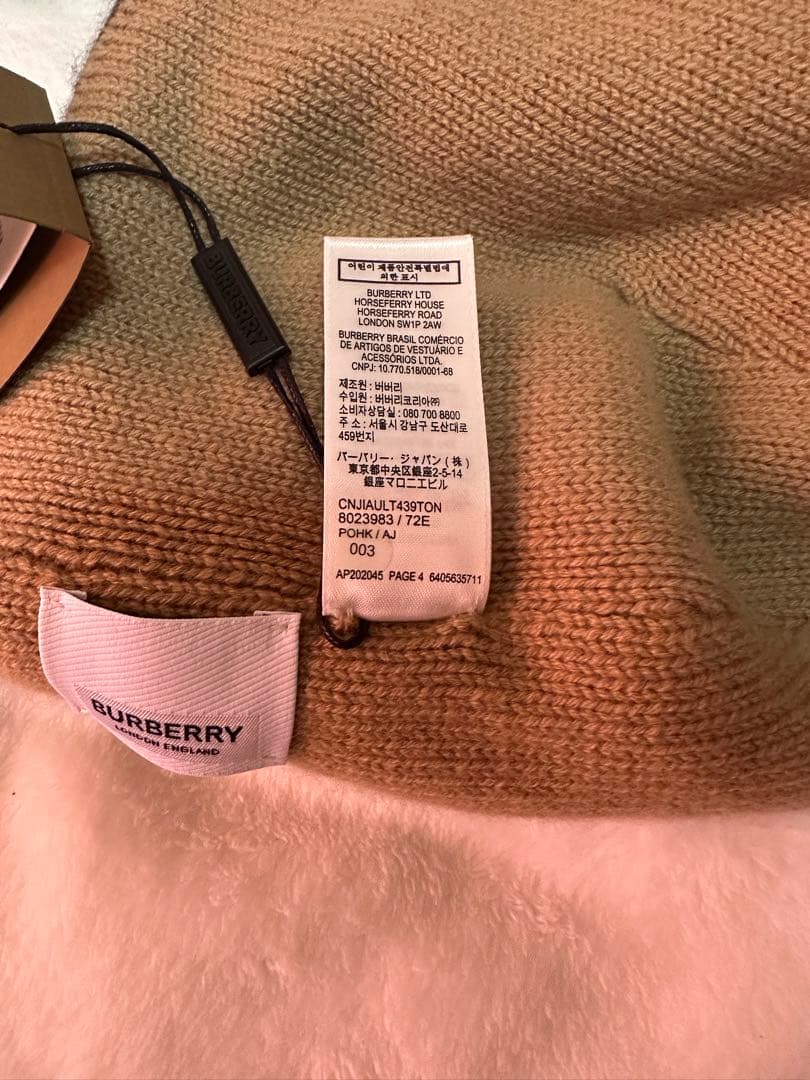 BURBERRY
어린이 제품안전특별법에
의한 표시
BURBERRY LTD
HORSEFERRY HOUSE
HORSEFERRY ROAD
LONDON SW1P 2AW
BURBERRY BRASIL COMÉRCIO
DE ARTIGOS DE VESTUÁRIO E
ACESSÓRIOS LTDA.
CNPJ: 10.770.518/0001-68
제조원 : 버버리
수입원 : 버버리코리아㈜
소비자상담실 : 080 700 8800
주 소 : 서울시 강남구 도산대로
459번지
バーバリー・ジャパン ( 株 )
東京都中央区銀座2-5-14
銀座マロニエビル
CNJIAULT439TON
8023983 / 72E
POHK / AJ
003
AP202045 PAGE 4 6405635711
BURBERRY
LONDON ENGLAND